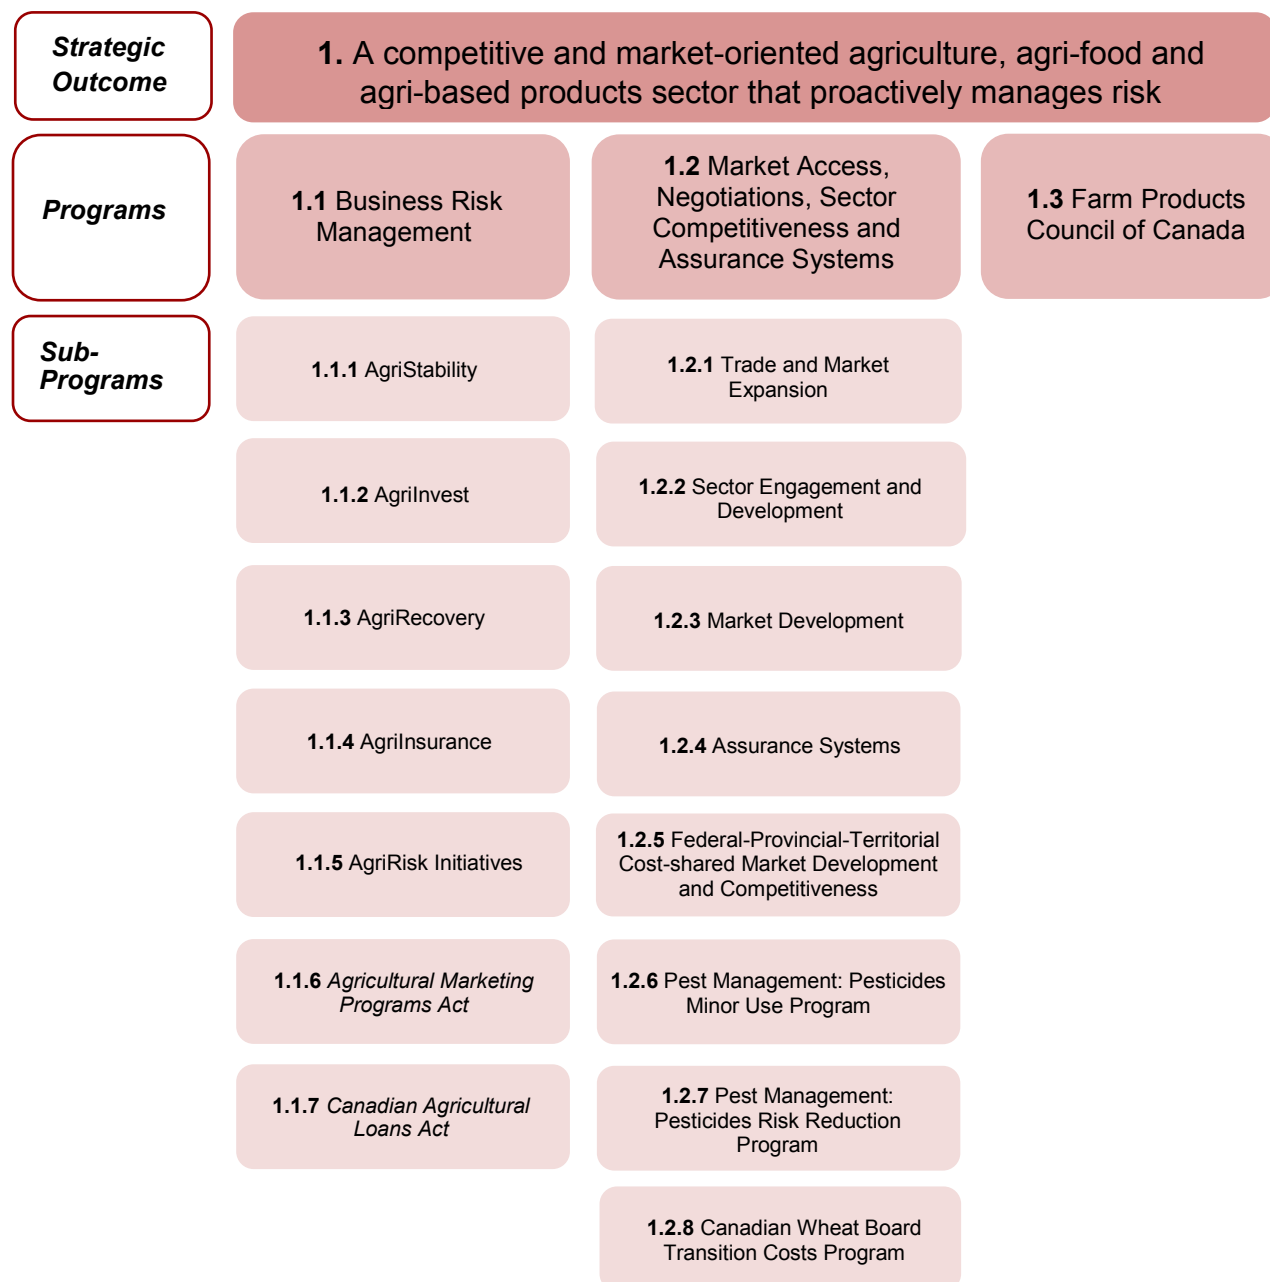 Strategic
Outcome
1. A competitive and market-oriented agriculture, agri-food and
agri-based products sector that proactively manages risk
Programs
1.1 Business Risk
Management
1.2 Market Access,
Negotiations, Sector
Competitiveness and
Assurance Systems
1.3 Farm Products
Council of Canada
Sub-
Programs
1.1.1 AgriStability
1.2.1 Trade and Market
Expansion
1.1.2 AgriInvest
1.2.2 Sector Engagement and
Development
1.1.3 AgriRecovery
1.2.3 Market Development
1.1.4 AgriInsurance
1.2.4 Assurance Systems
1.1.5 AgriRisk Initiatives
1.2.5 Federal-Provincial-Territorial
Cost-shared Market Development
and Competitiveness
1.1.6 Agricultural Marketing
Programs Act
1.2.6 Pest Management: Pesticides
Minor Use Program
1.1.7 Canadian Agricultural
Loans Act
1.2.7 Pest Management:
Pesticides Risk Reduction
Program
1.2.8 Canadian Wheat Board
Transition Costs Program